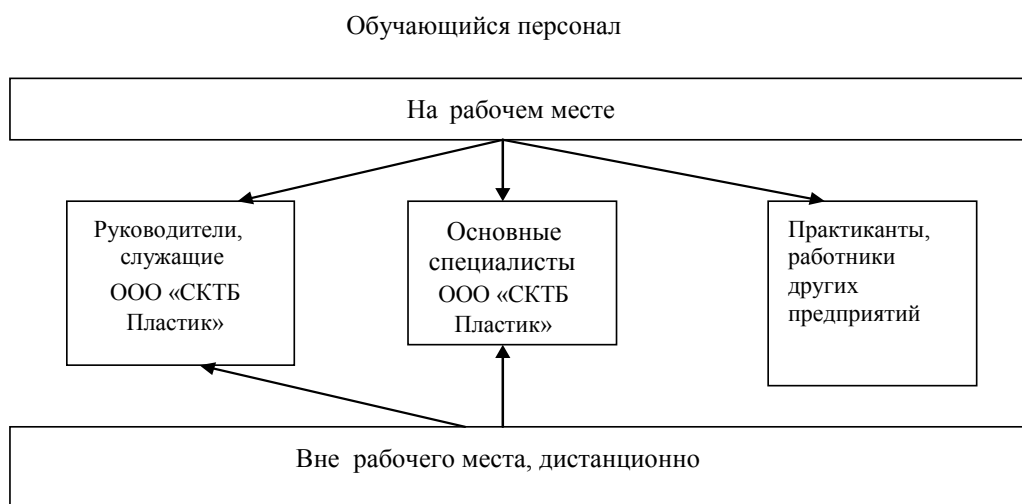 Обучающийся персонал
На рабочем месте
Руководители,
служащие
ООО «СКТБ
Пластик»
Основные
специалисты
ООО «СКТБ
Пластик»
Практиканты,
работники
других
предприятий
Вне рабочего места, дистанционно